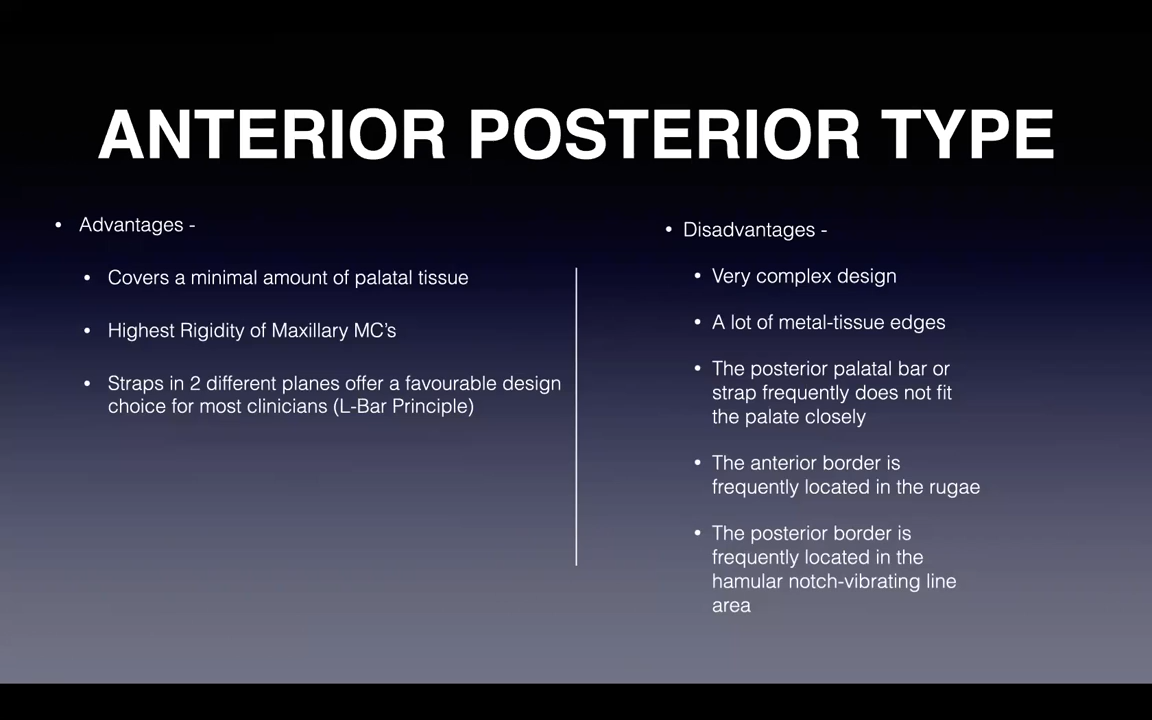 ANTERIOR POSTERIOR TYPE
• Advantages -
• Covers a minimal amount of palatal tissue
• Highest Rigidity of Maxillary MC’s
• Straps in 2 different planes offer a favourable design
choice for most clinicians (L-Bar Principle)
• Disadvantages -
• Very complex design
• A lot of metal-tissue edges
• The posterior palatal bar or
strap frequently does not fit
the palate closely
• The anterior border is
frequently located in the rugae
• The posterior border is
frequently located in the
hamular notch-vibrating line
area